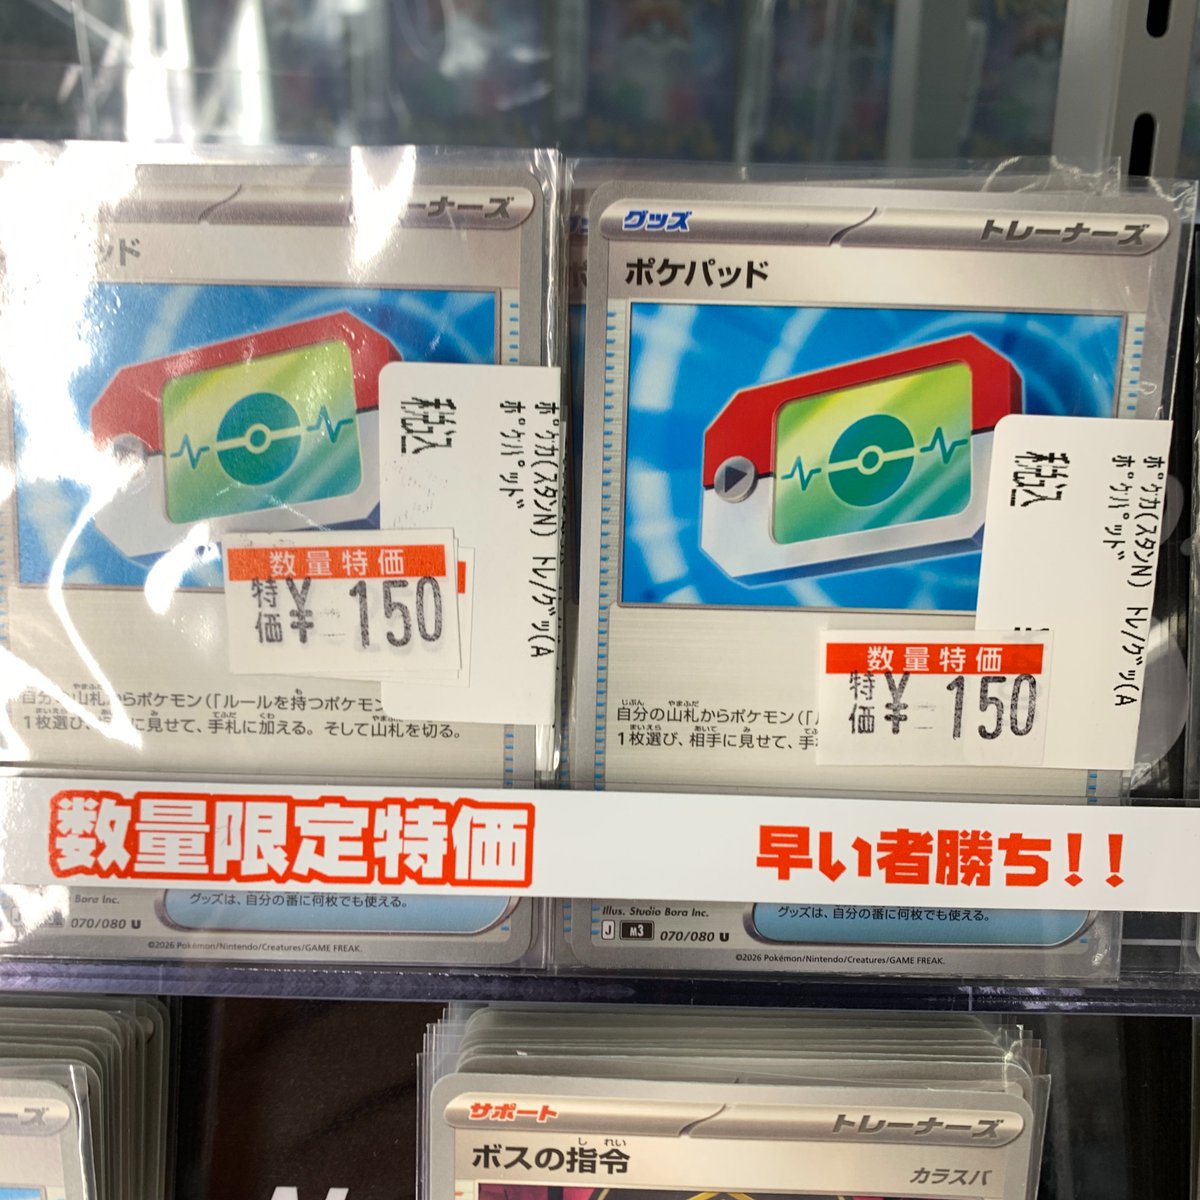 ーナーズ
ッド
税込
ポケカ(スタンN) トレ/グッ(A
ポケパッド
数量特価
特価 ¥ 150
自分の山札からポケモン(「ルールを持つポケモン
1枚選び、相手に見せて、手札に加える。そして山札を切る。
グッズ
トレーナーズ
ポケパッド
税込
ポケカ(スタンN) トレ/グッ(A
ポケパッド
数量特価
特価 ¥ 150
自分の山札からポケモン(「ル
1枚選び、相手に見せて、手
数量限定特価
早い者勝ち!!
Bora Inc.
070/080 U
グッズは、自分の番に何枚でも使える。
©2026 Pokémon/Nintendo/Creatures/GAME FREAK.
Illus. Studio Bora Inc.
J M3 070/080 U
グッズは、自分の番に何枚でも使える。
©2026 Pokémon/Nintendo/Creatures/GAME FREAK.
ーズ
サポート
トレーナーズ
ボスの指令
カラスバ